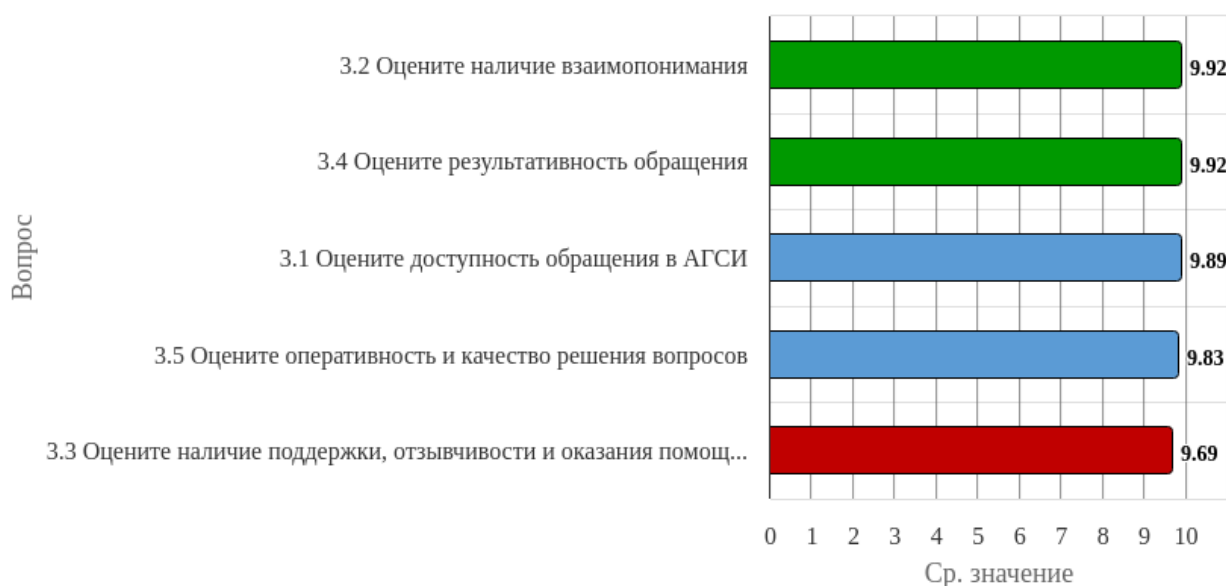 3.2 Оцените наличие взаимопонимания
9.92
3.4 Оцените результативность обращения
9.92
3.1 Оцените доступность обращения в АГСИ
9.89
3.5 Оцените оперативность и качество решения вопросов
9.83
3.3 Оцените наличие поддержки, отзывчивости и оказания помощ...
9.69
Вопрос
0 1 2 3 4 5 6 7 8 9 10
Ср. значение